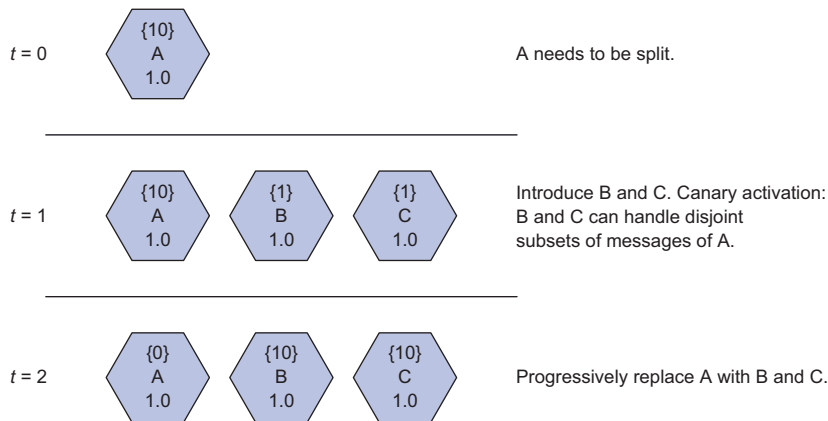 t = 0
{10}
A
1.0
A needs to be split.
t = 1
{10}
A
1.0
{1}
B
1.0
{1}
C
1.0
Introduce B and C. Canary activation:
B and C can handle disjoint
subsets of messages of A.
t = 2
{0}
A
1.0
{10}
B
1.0
{10}
C
1.0
Progressively replace A with B and C.